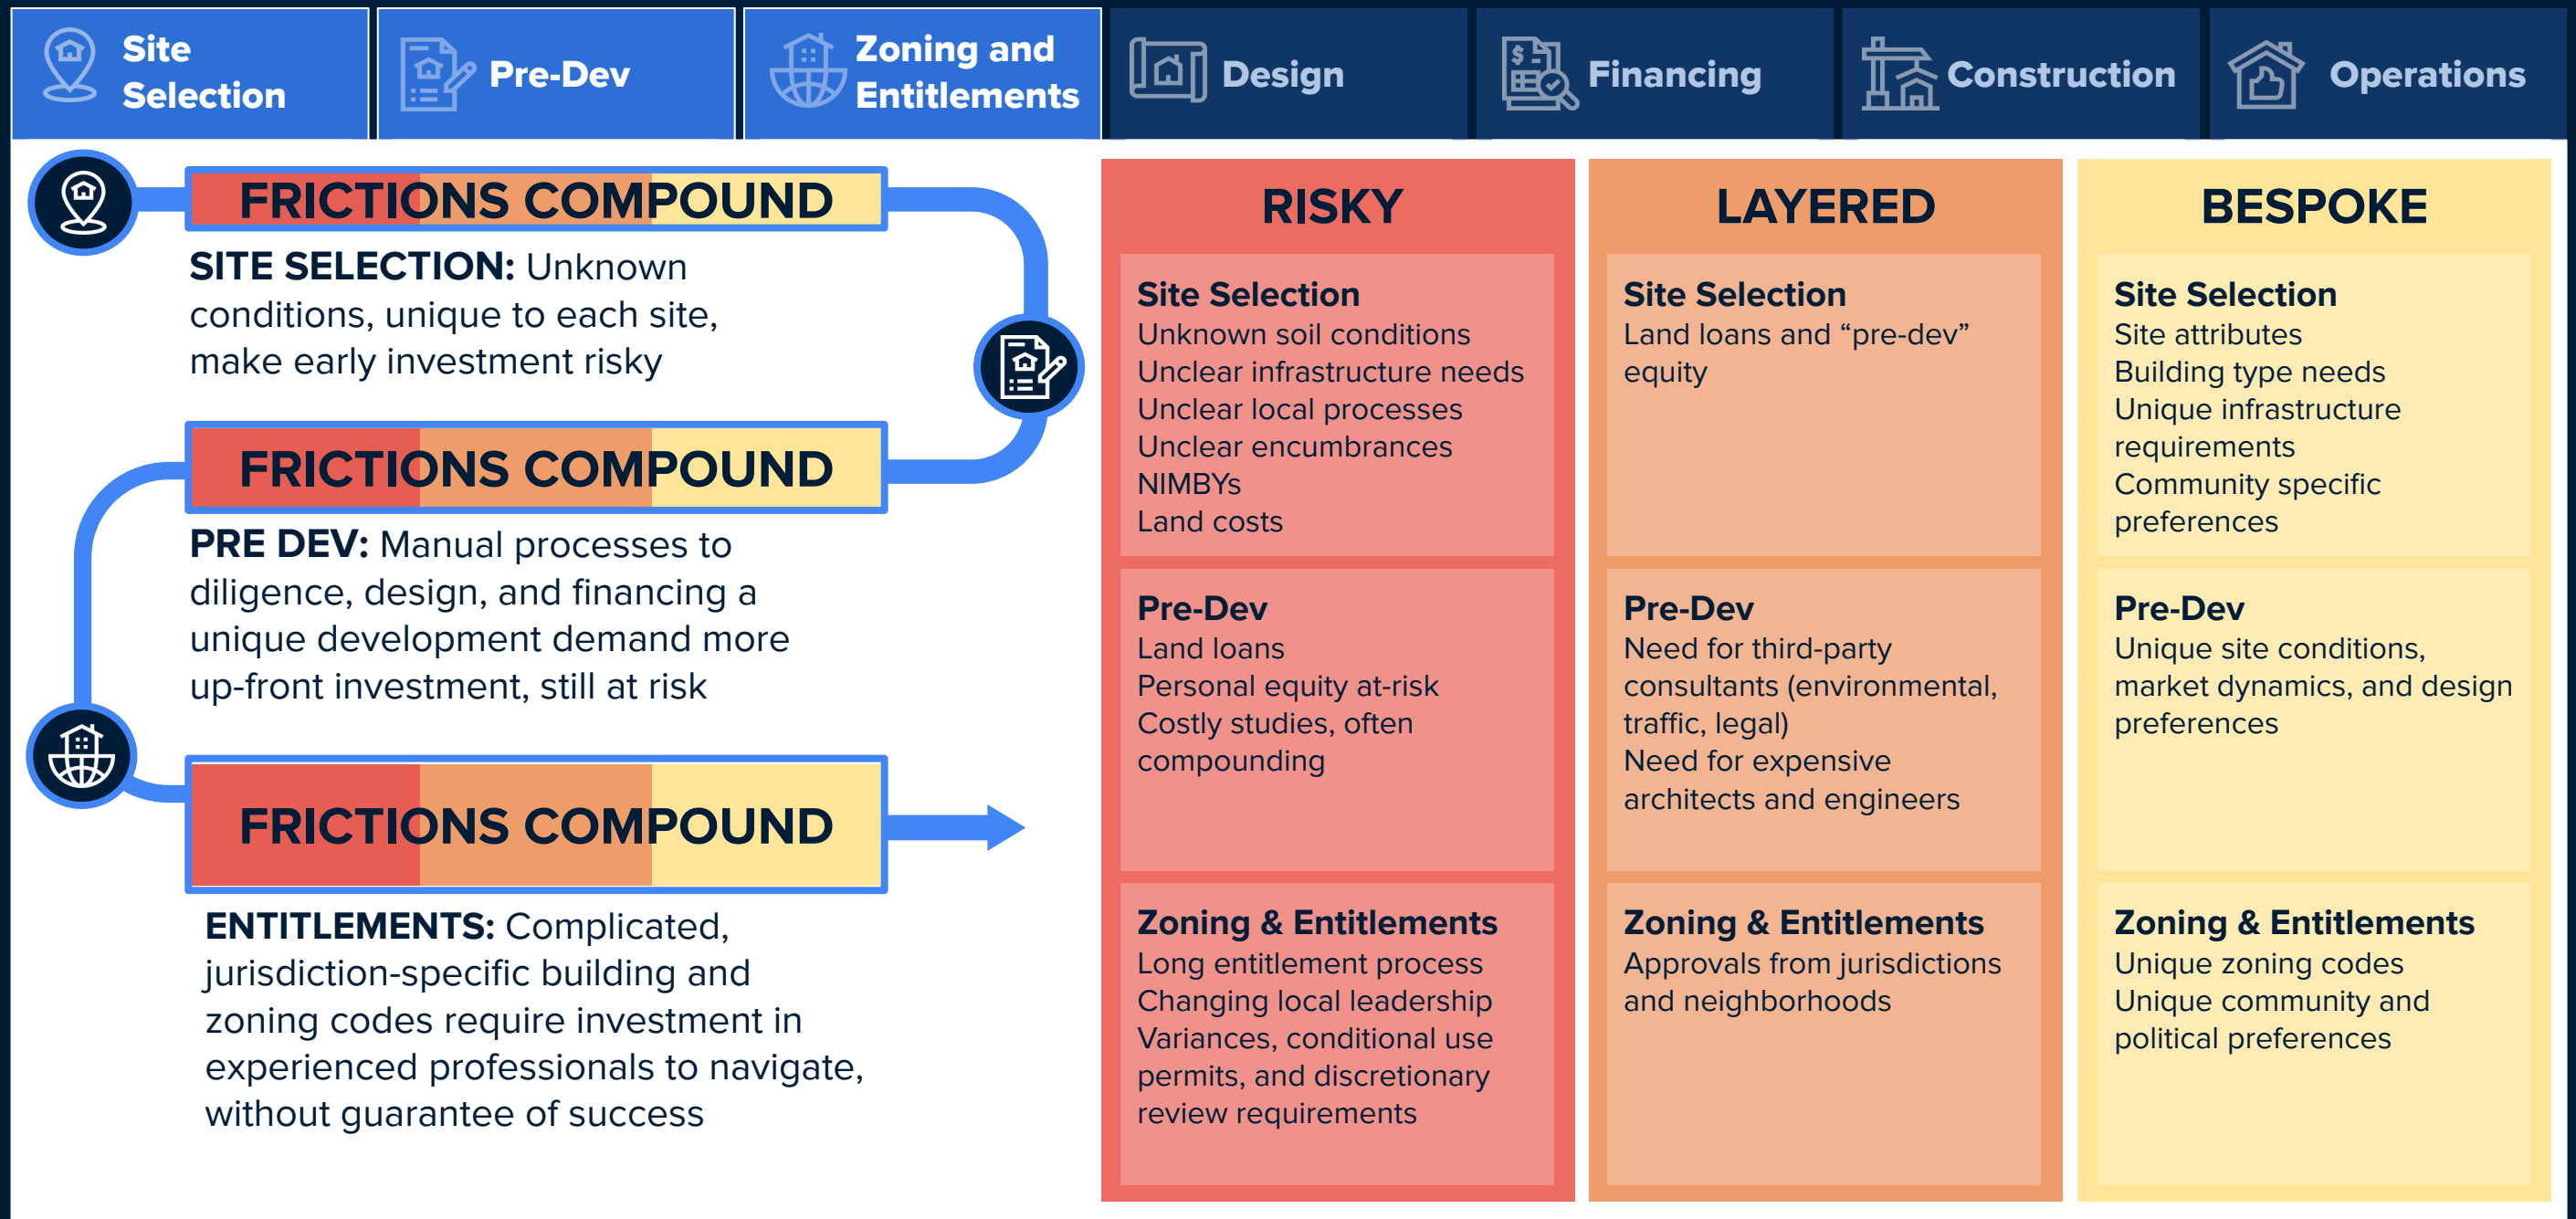 Site
Selection
Pre-Dev
Zoning and
Entitlements
Design
Financing
Construction
Operations
FRICTIONS COMPOUND
SITE SELECTION: Unknown
conditions, unique to each site,
make early investment risky
FRICTIONS COMPOUND
PRE DEV: Manual processes to
diligence, design, and financing a
unique development demand more
up-front investment, still at risk
FRICTIONS COMPOUND
ENTITLEMENTS: Complicated,
jurisdiction-specific building and
zoning codes require investment in
experienced professionals to navigate,
without guarantee of success
RISKY
Site Selection
Unknown soil conditions
Unclear infrastructure needs
Unclear local processes
Unclear encumbrances
NIMBYs
Land costs
Pre-Dev
Land loans
Personal equity at-risk
Costly studies, often
compounding
Zoning & Entitlements
Long entitlement process
Changing local leadership
Variances, conditional use
permits, and discretionary
review requirements
LAYERED
Site Selection
Land loans and “pre-dev”
equity
Pre-Dev
Need for third-party
consultants (environmental,
traffic, legal)
Need for expensive
architects and engineers
Zoning & Entitlements
Approvals from jurisdictions
and neighborhoods
BESPOKE
Site Selection
Site attributes
Building type needs
Unique infrastructure
requirements
Community specific
preferences
Pre-Dev
Unique site conditions,
market dynamics, and design
preferences
Zoning & Entitlements
Unique zoning codes
Unique community and
political preferences